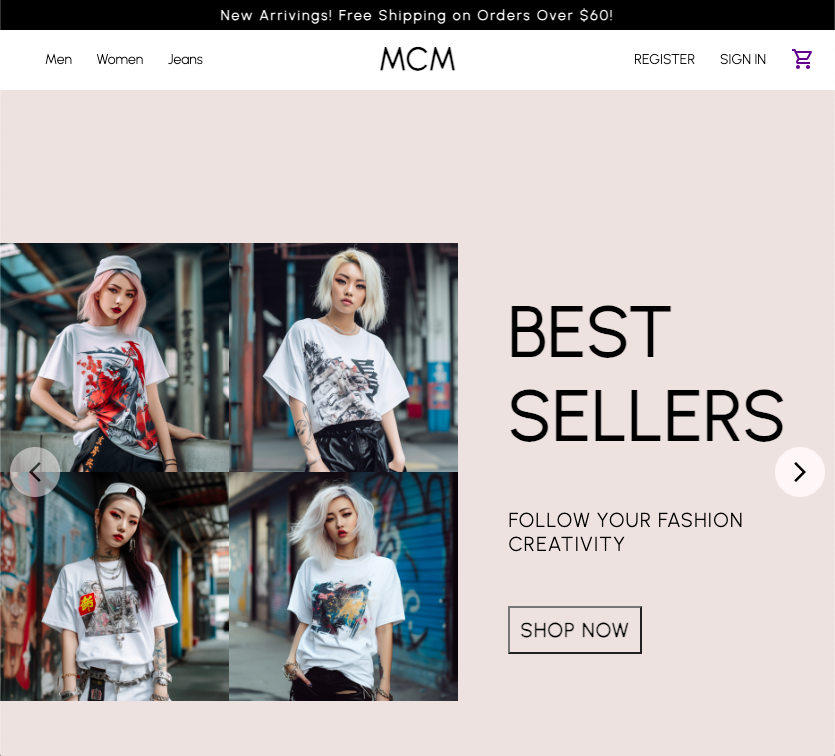 New Arrivings! Free Shipping on Orders Over $60!
Men Women Jeans MCM REGISTER SIGN IN
BEST
SELLERS
FOLLOW YOUR FASHION
CREATIVITY
SHOP NOW